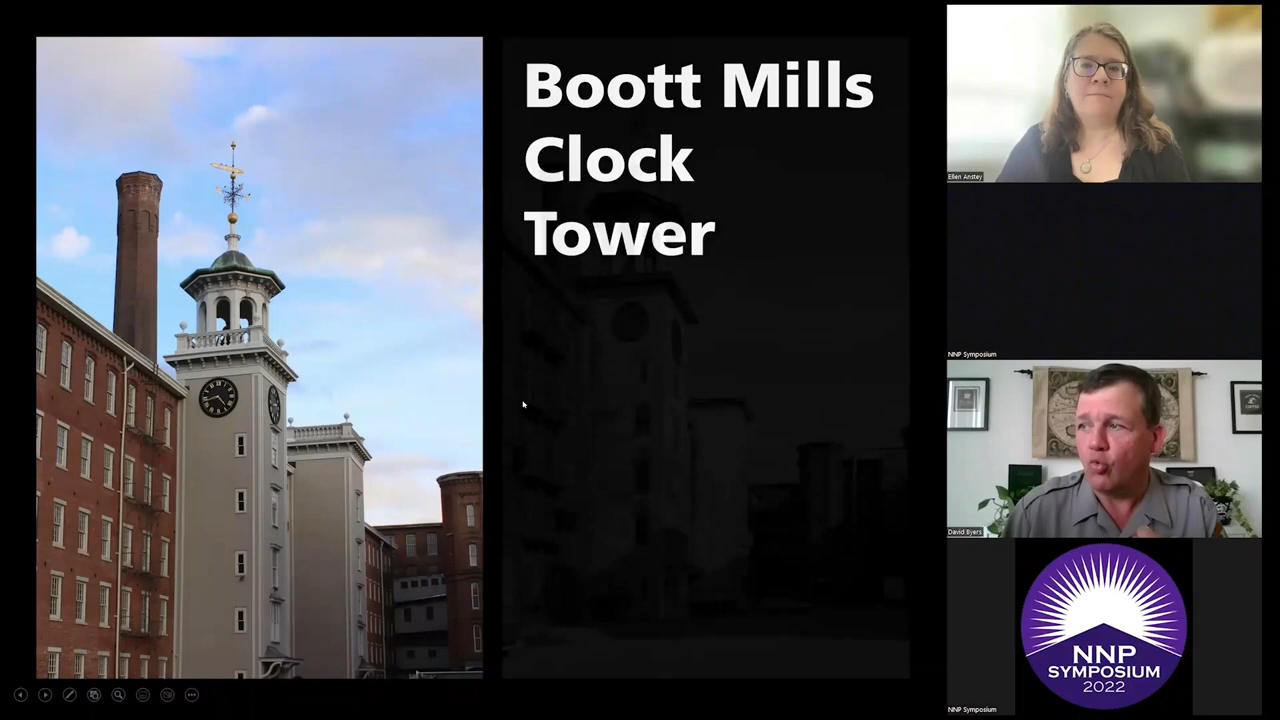 Boott Mills
Clock
Tower
Ellen Anstey
NNP Symposium
David Byers
NNP
SYMPOSIUM
2022
NNP Symposium